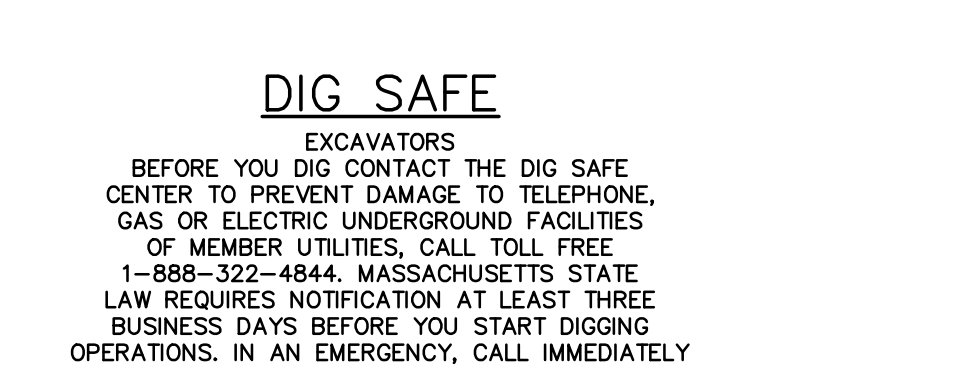 DIG SAFE
EXCAVATORS
BEFORE YOU DIG CONTACT THE DIG SAFE
CENTER TO PREVENT DAMAGE TO TELEPHONE,
GAS OR ELECTRIC UNDERGROUND FACILITIES
OF MEMBER UTILITIES, CALL TOLL FREE
1-888-322-4844. MASSACHUSETTS STATE
LAW REQUIRES NOTIFICATION AT LEAST THREE
BUSINESS DAYS BEFORE YOU START DIGGING
OPERATIONS. IN AN EMERGENCY, CALL IMMEDIATELY